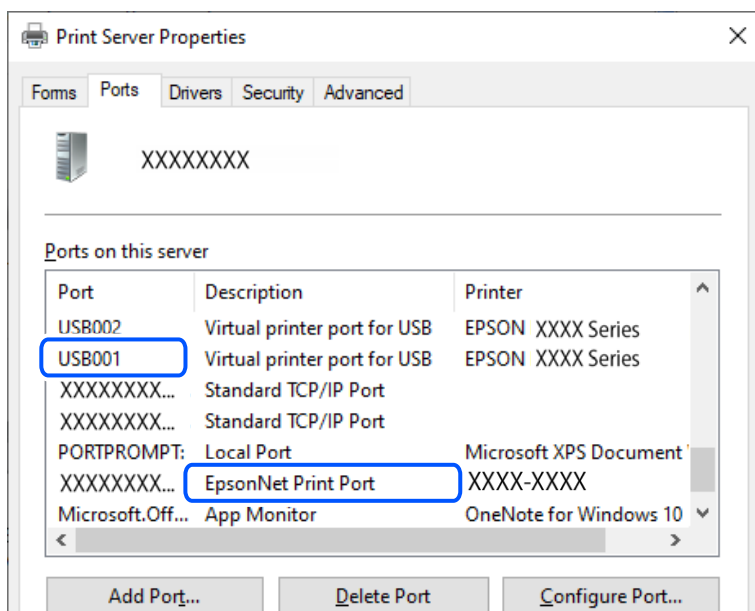 Print Server Properties
Forms Ports Drivers Security Advanced
XXXXXXXX
Ports on this server
Port Description Printer
USB002 Virtual printer port for USB EPSON XXXX Series
USB001 Virtual printer port for USB EPSON XXXX Series
XXXXXXXX... Standard TCP/IP Port
XXXXXXXX... Standard TCP/IP Port
PORTPROMPT: Local Port Microsoft XPS Document
XXXXXXXX... EpsonNet Print Port XXXX-XXXX
Microsoft.Off... App Monitor OneNote for Windows 10
Add Port... Delete Port Configure Port...